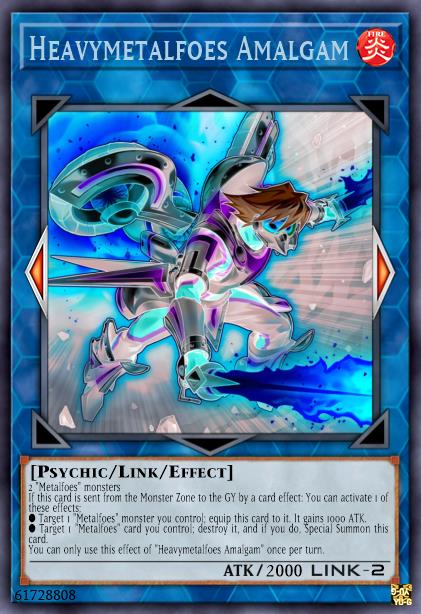 HEAVYMETALFOES AMALGAM
FIRE
炎
[PSYCHIC/LINK/EFFECT]
2 "Metalfoes" monsters
If this card is sent from the Monster Zone to the GY by a card effect: You can activate 1 of
these effects;
● Target 1 "Metalfoes" monster you control; equip this card to it. It gains 1000 ATK.
● Target 1 "Metalfoes" card you control; destroy it, and if you do, Special Summon this
card.
You can only use this effect of "Heavymetalfoes Amalgam" once per turn.
ATK/2000 LINK-2
61728808